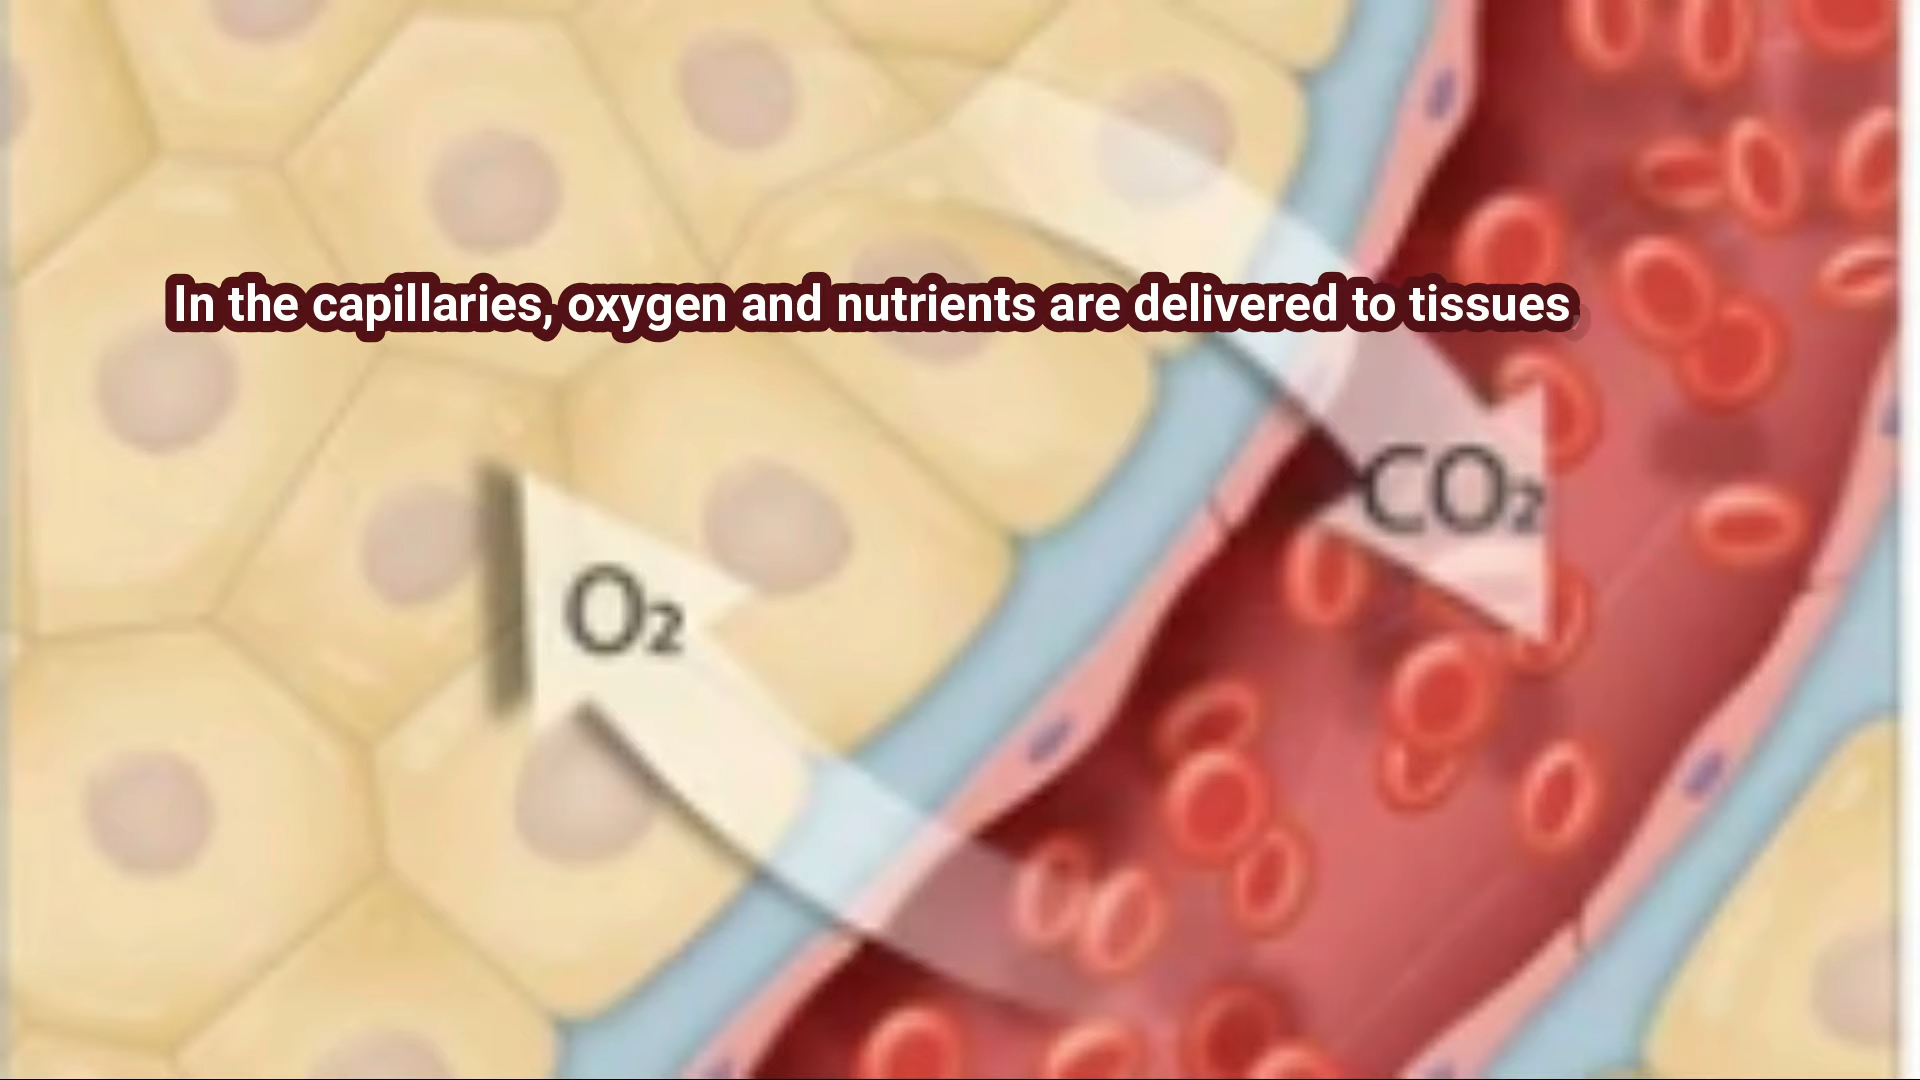 In the capillaries, oxygen and nutrients are delivered to tissues
CO₂
O₂